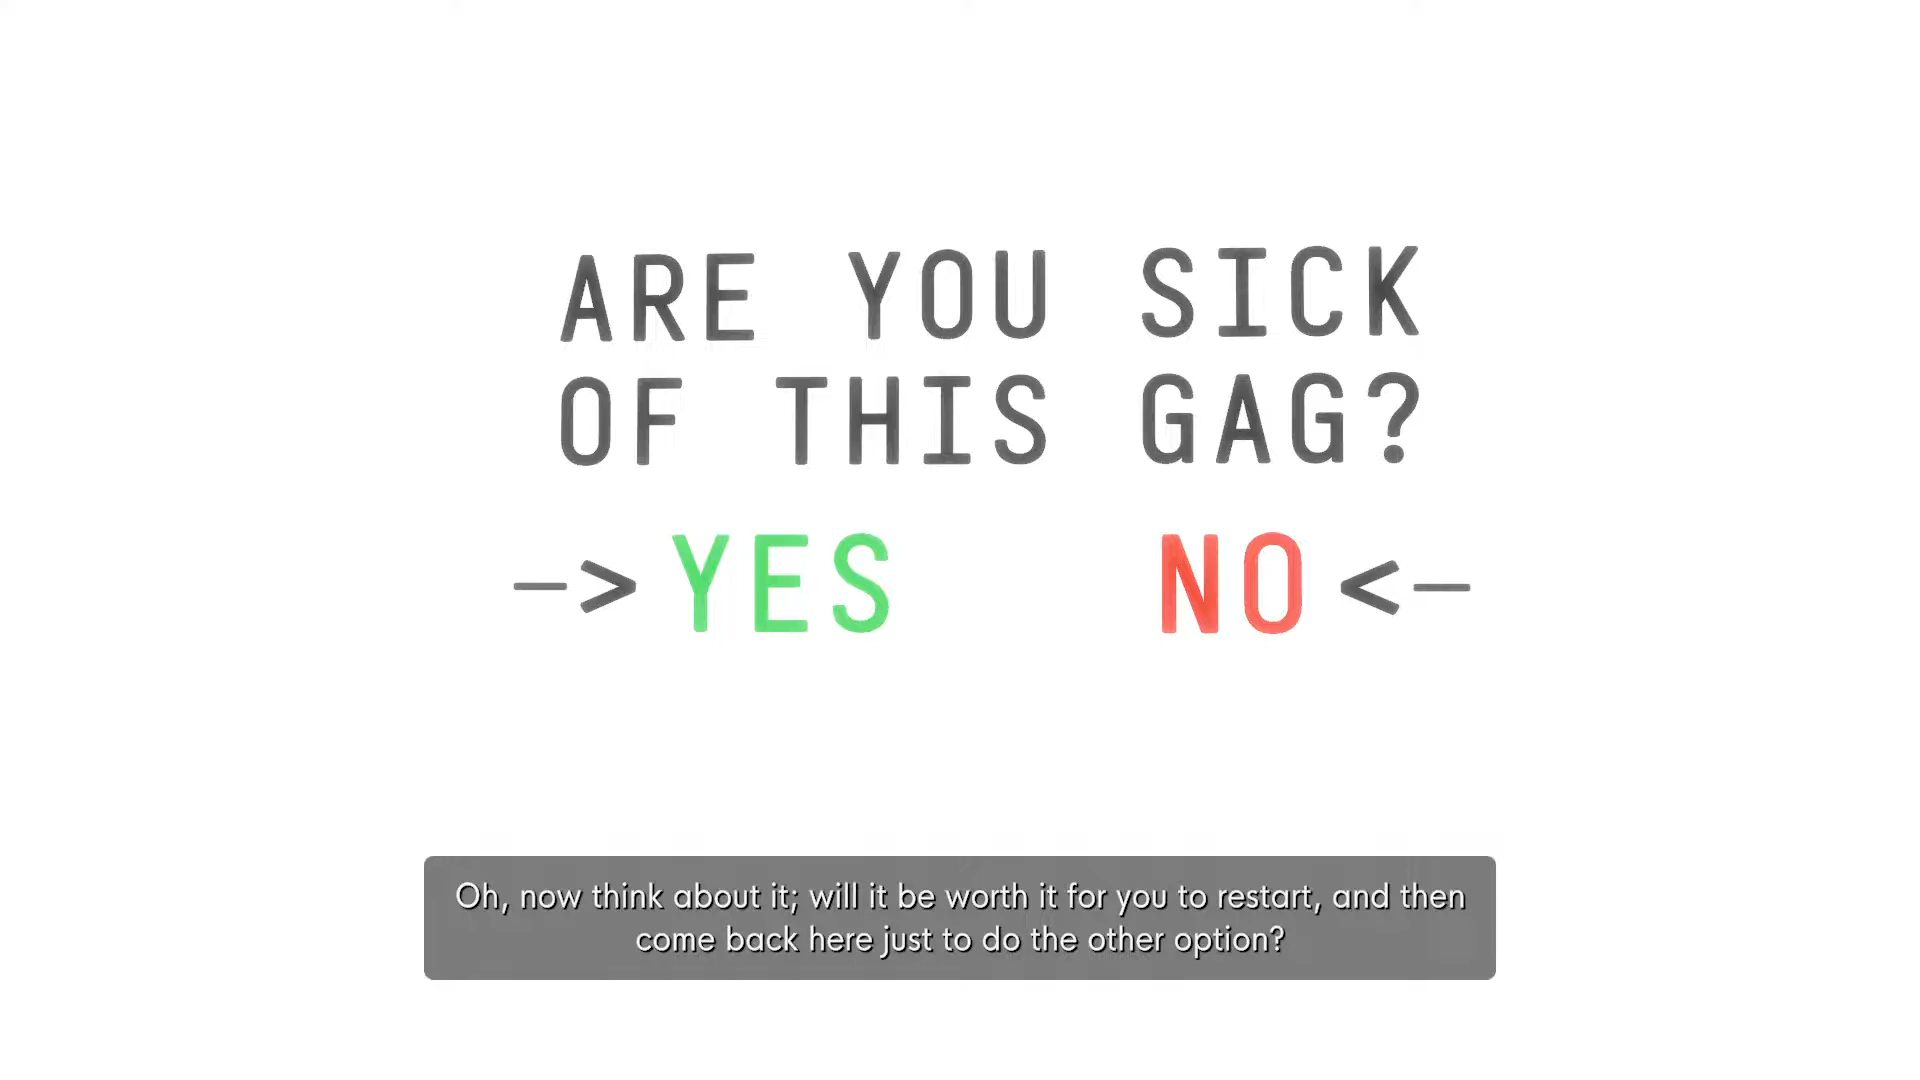 ARE YOU SICK
OF THIS GAG?
—> YES NO <—
Oh, now think about it; will it be worth it for you to restart, and then
come back here just to do the other option?